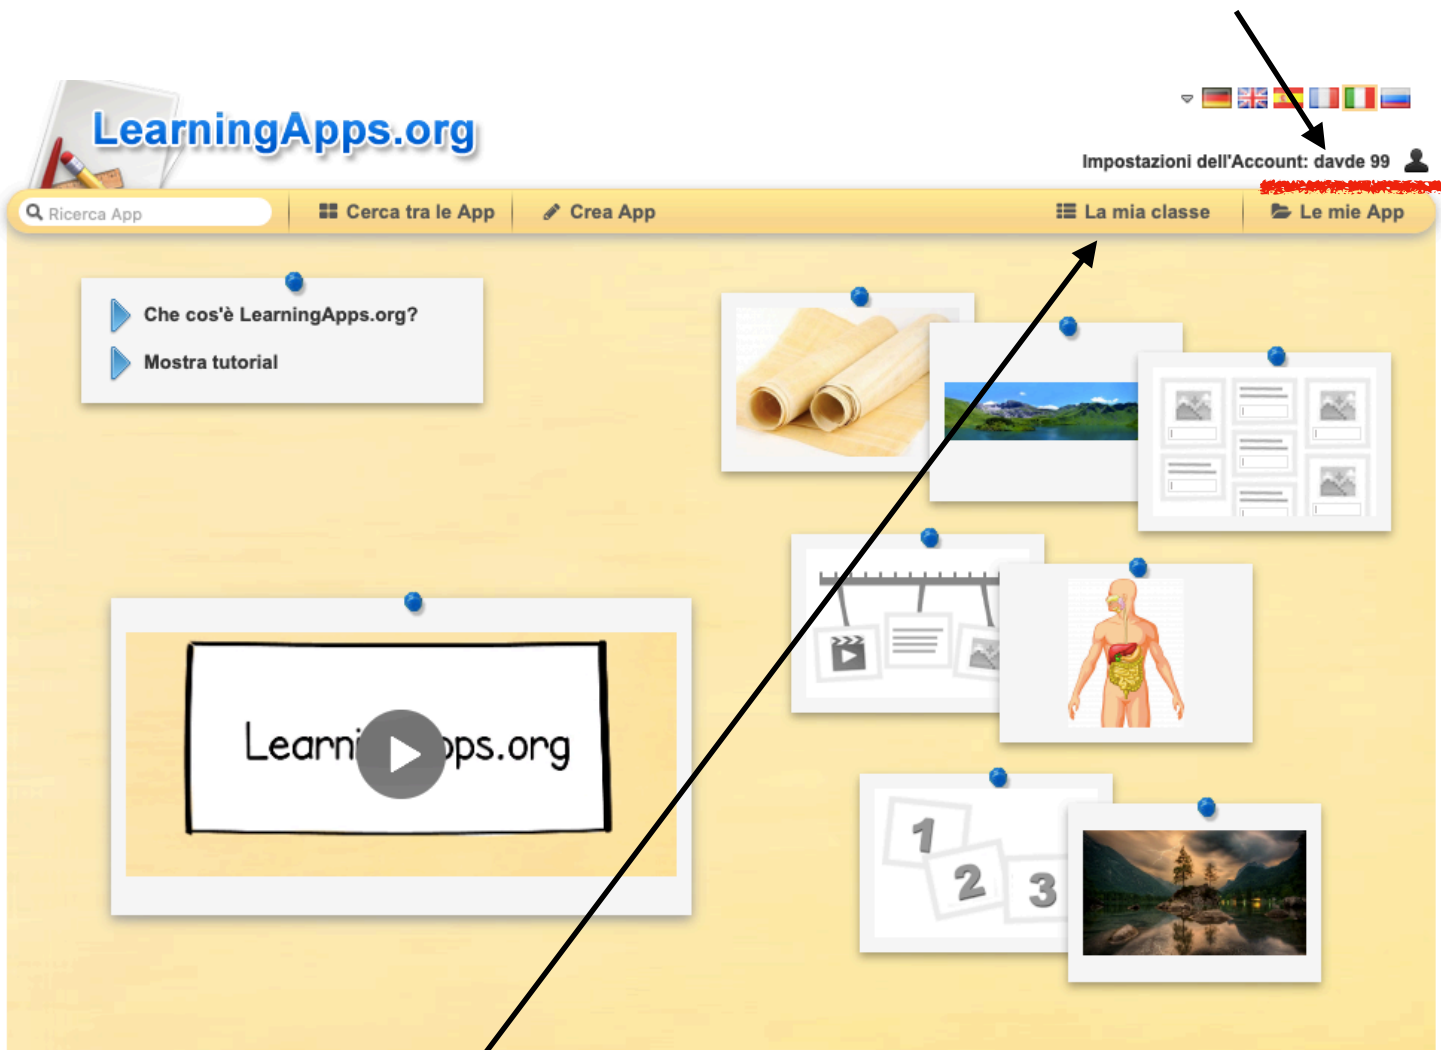 LearningApps.org
Impostazioni dell'Account: davde 99
Ricerca App
Cerca tra le App
Crea App
La mia classe
Le mie App
Che cos'è LearningApps.org?
Mostra tutorial
1
2
3